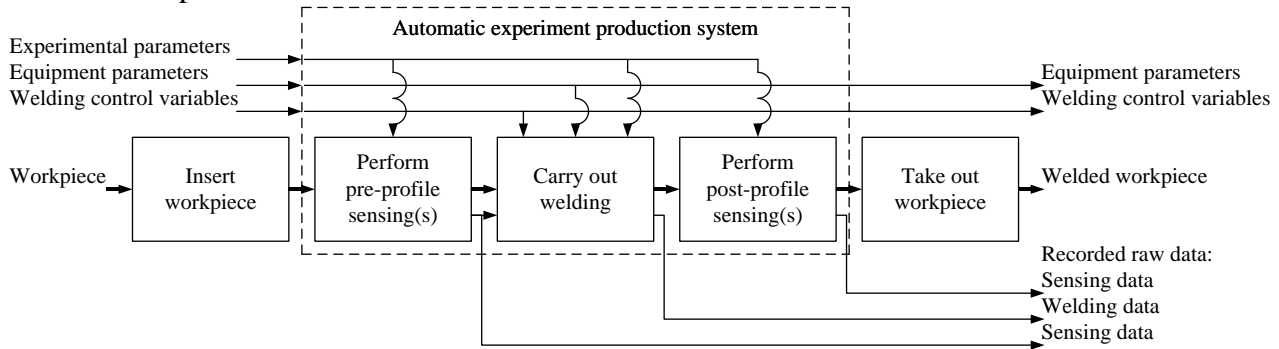 Automatic experiment production system
Experimental parameters
Equipment parameters
Welding control variables
Equipment parameters
Welding control variables
Workpiece
Insert
workpiece
Perform
pre-profile
sensing(s)
Carry out
welding
Perform
post-profile
sensing(s)
Take out
workpiece
Welded workpiece
Recorded raw data:
Sensing data
Welding data
Sensing data